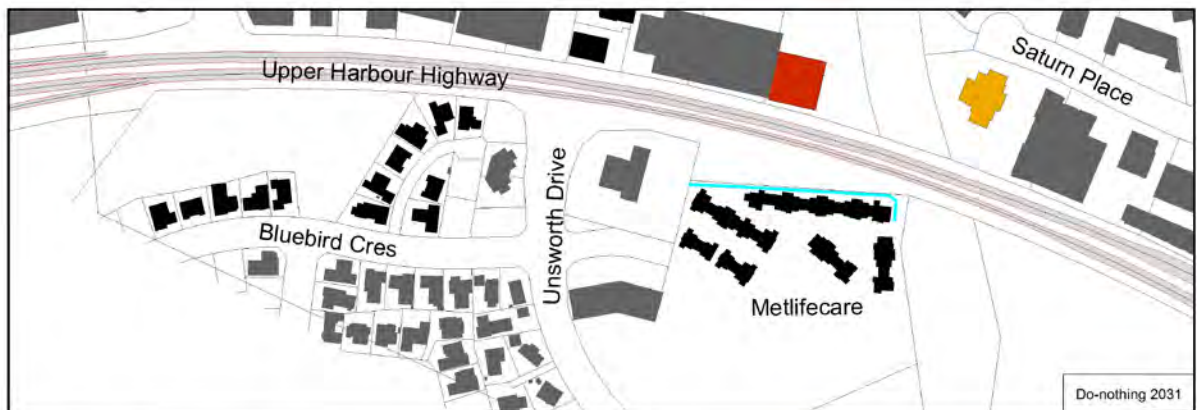 Upper Harbour Highway
Saturn Place
Unsworth Drive
Bluebird Cres
Metlifecare
Do-nothing 2031